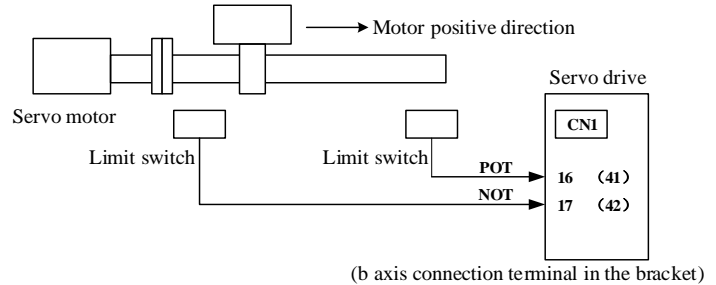 Motor positive direction
Servo drive
Servo motor
CN1
Limit switch
Limit switch
POT
16 （41）
NOT
17 （42）
(b axis connection terminal in the bracket)